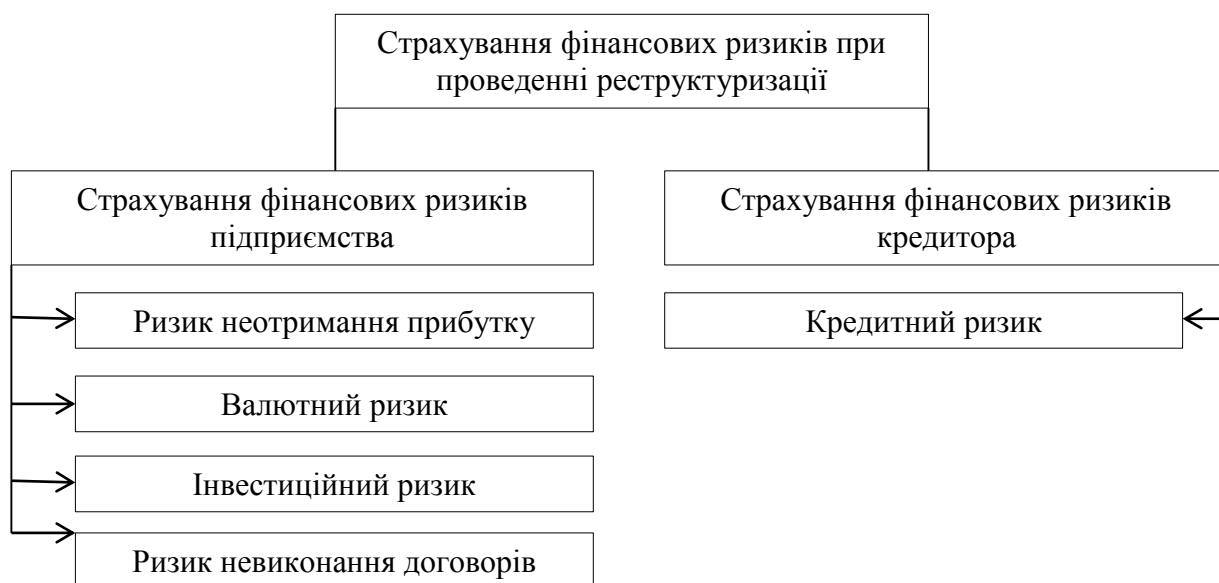 Страхування фінансових ризиків при
проведенні реструктуризації
Страхування фінансових ризиків
підприємства
Страхування фінансових ризиків
кредитора
Ризик неотримання прибутку
Кредитний ризик
Валютний ризик
Інвестиційний ризик
Ризик невиконання договорів